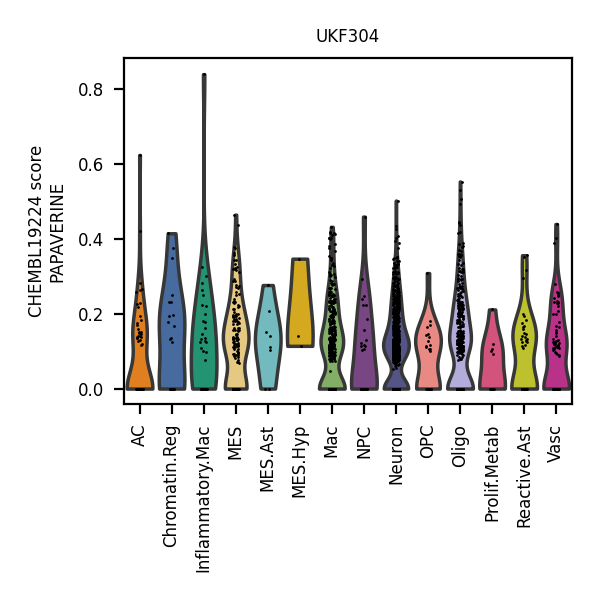 UKF304
CHEMBL19224 score
PAPAVERINE
0.8
0.6
0.4
0.2
0.0
AC
Chromatin.Reg
Inflammatory.Mac
MES
MES.Ast
MES.Hyp
Mac
NPC
Neuron
OPC
Oligo
Prolif.Metab
Reactive.Ast
Vasc